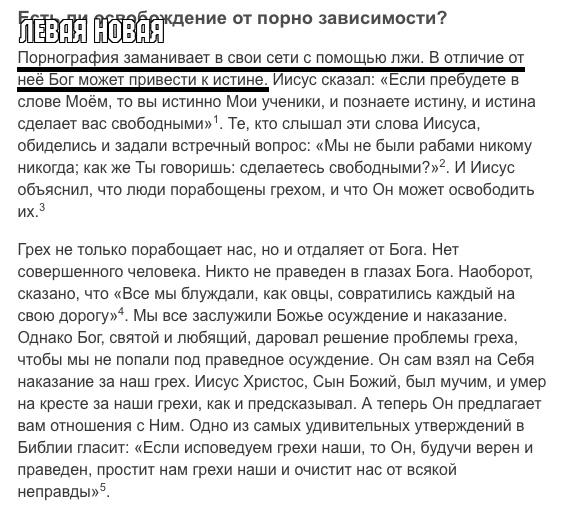 Есть ли освобождение от порно зависимости?
ЛЕВАЯ НОВАЯ
Порнография заманивает в свои сети с помощью лжи. В отличие от
неё Бог может привести к истине. Иисус сказал: «Если пребудете в
слове Моём, то вы истинно Мои ученики, и познаете истину, и истина
сделает вас свободными»¹. Те, кто слышал эти слова Иисуса,
обиделись и задали встречный вопрос: «Мы не были рабами никому
никогда; как же Ты говоришь: сделаетесь свободными?»². И Иисус
объяснил, что люди порабощены грехом, и что Он может освободить
их.³
Грех не только порабощает нас, но и отдаляет от Бога. Нет
совершенного человека. Никто не праведен в глазах Бога. Наоборот,
сказано, что «Все мы блуждали, как овцы, совратились каждый на
свою дорогу»⁴. Мы все заслужили Божье осуждение и наказание.
Однако Бог, святой и любящий, даровал решение проблемы греха,
чтобы мы не попали под праведное осуждение. Он сам взял на Себя
наказание за наш грех. Иисус Христос, Сын Божий, был мучим, и умер
на кресте за наши грехи, как и предсказывал. А теперь Он предлагает
вам отношения с Ним. Одно из самых удивительных утверждений в
Библии гласит: «Если исповедуем грехи наши, то Он, будучи верен и
праведен, простит нам грехи наши и очистит нас от всякой
неправды»⁵.